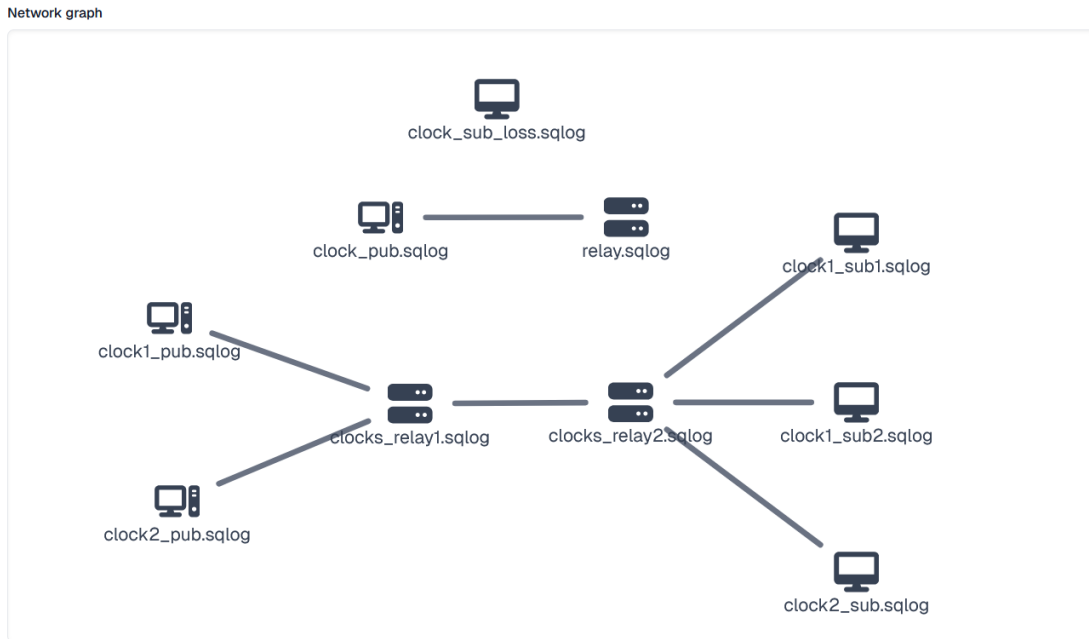 Network graph
clock_sub_loss.sqlog
clock_pub.sqlog
relay.sqlog
clock1_sub1.sqlog
clock1_pub.sqlog
clocks_relay1.sqlog
clocks_relay2.sqlog
clock1_sub2.sqlog
clock2_pub.sqlog
clock2_sub.sqlog